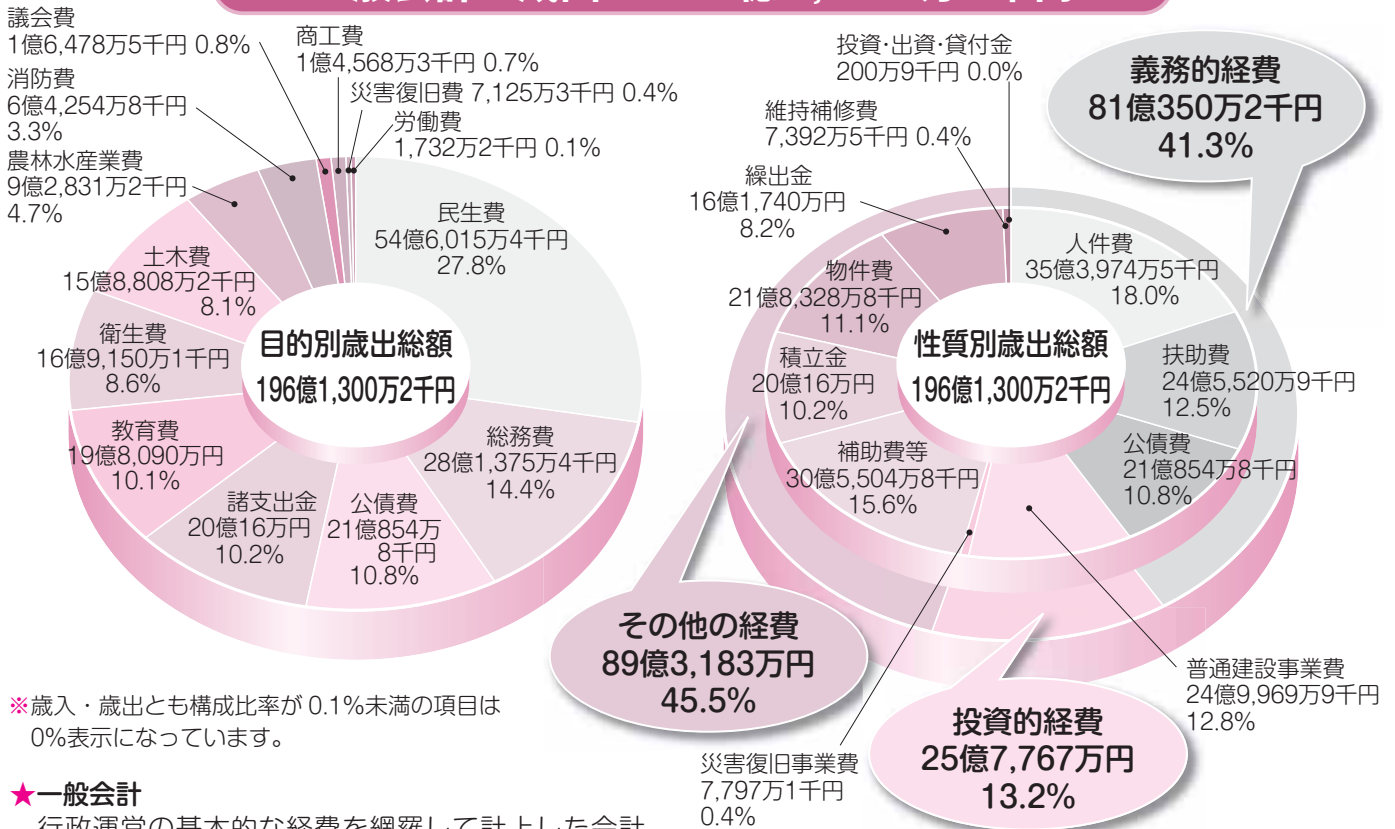 議会費
1億6,478万5千円 0.8%
消防費
6億4,254万8千円
3.3%
農林水産業費
9億2,831万2千円
4.7%
商工費
1億4,568万3千円 0.7%
災害復旧費 7,125万3千円 0.4%
労働費
1,732万2千円 0.1%
民生費
54億6,015万4千円
27.8%
土木費
15億8,808万2千円
8.1%
衛生費
16億9,150万1千円
8.6%
教育費
19億8,090万円
10.1%
諸支出金
20億16万円
10.2%
公債費
21億854万
8千円
10.8%
総務費
28億1,375万4千円
14.4%
目的別歳出総額
196億1,300万2千円
投資・出資・貸付金
200万9千円 0.0%
維持補修費
7,392万5千円 0.4%
繰出金
16億1,740万円
8.2%
物件費
21億8,328万8千円
11.1%
積立金
20億16万円
10.2%
補助費等
30億5,504万8千円
15.6%
性質別歳出総額
196億1,300万2千円
人件費
35億3,974万5千円
18.0%
扶助費
24億5,520万9千円
12.5%
公債費
21億854万8千円
10.8%
義務的経費
81億350万2千円
41.3%
その他の経費
89億3,183万円
45.5%
投資的経費
25億7,767万円
13.2%
普通建設事業費
24億9,969万9千円
12.8%
災害復旧事業費
7,797万1千円
0.4%
※歳入・歳出とも構成比率が 0.1%未満の項目は
0%表示になっています。
★一般会計
行政運営の基本的な経費を網羅して計上した会計